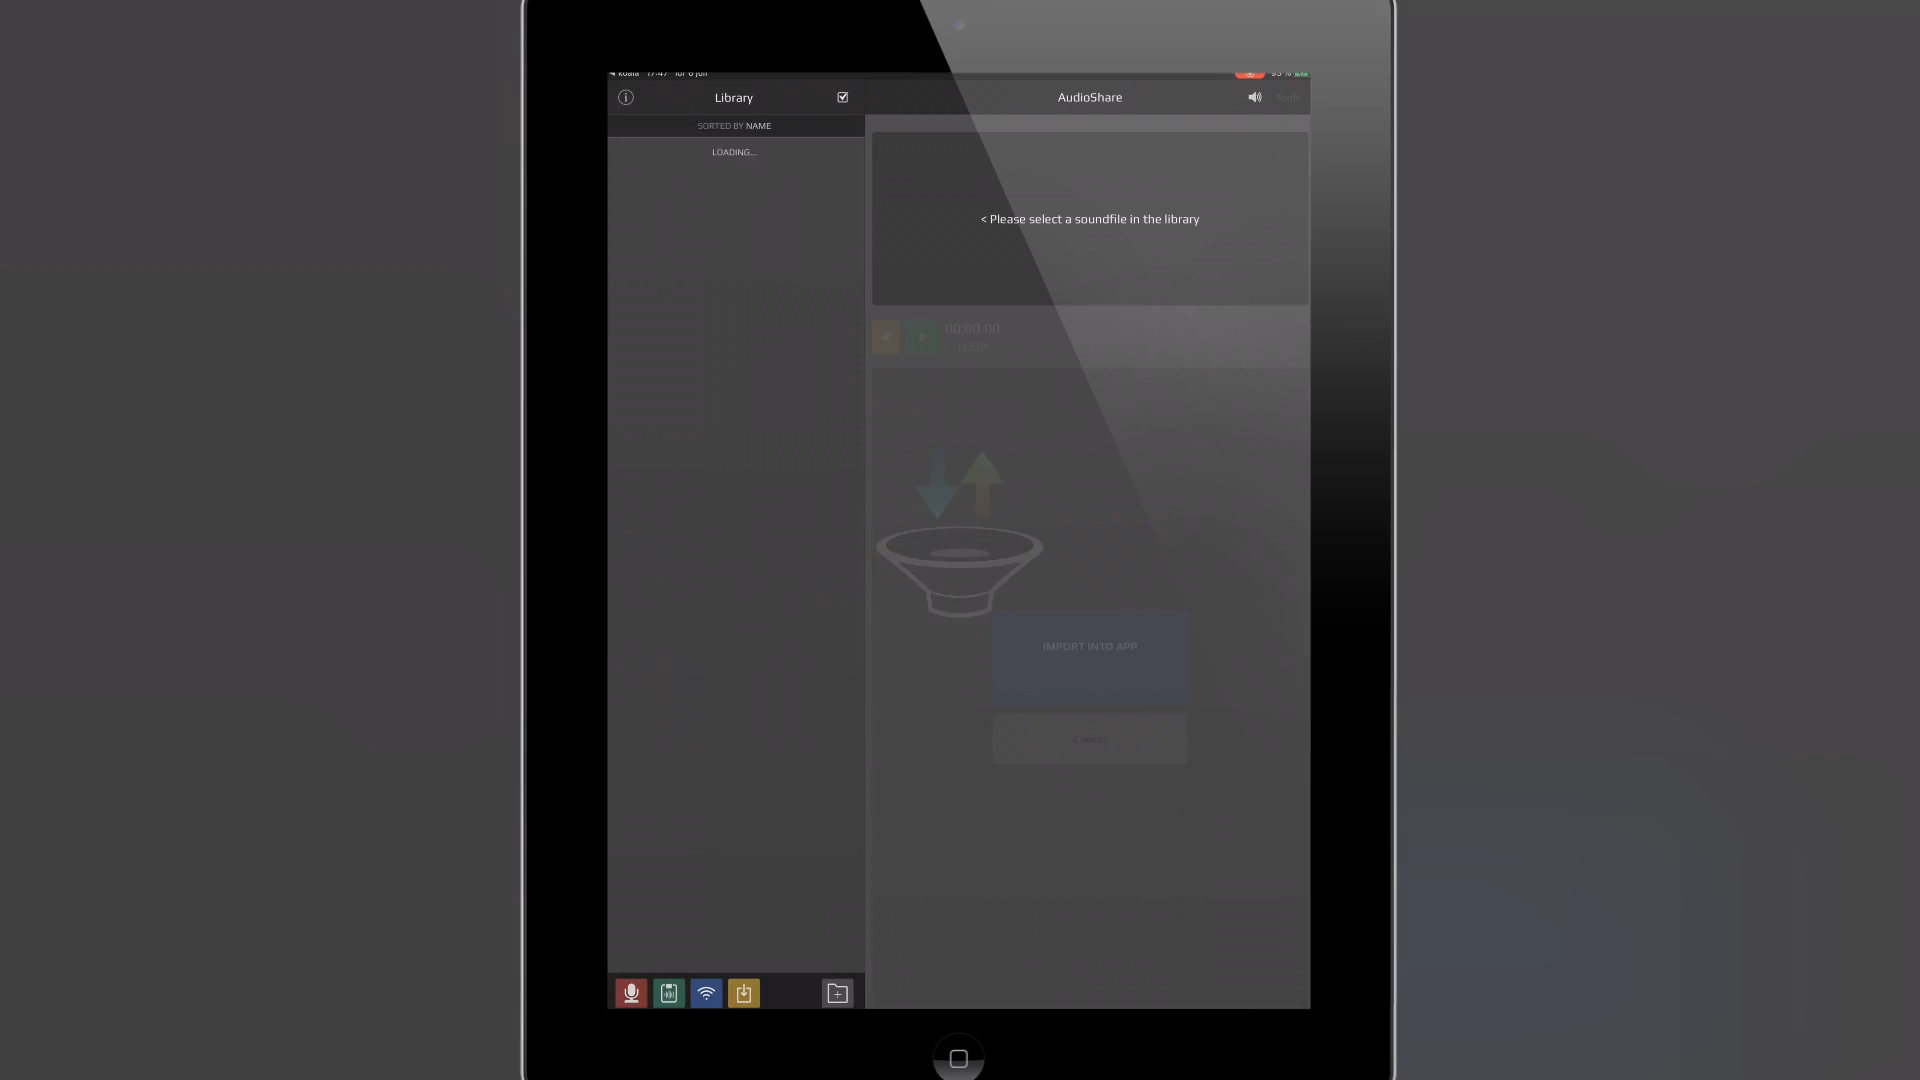 Library
AudioShare
Tools
SORTED BY NAME
LOADING...
< Please select a soundfile in the library
00:00.00
LOOP
IMPORT INTO APP
Cancel